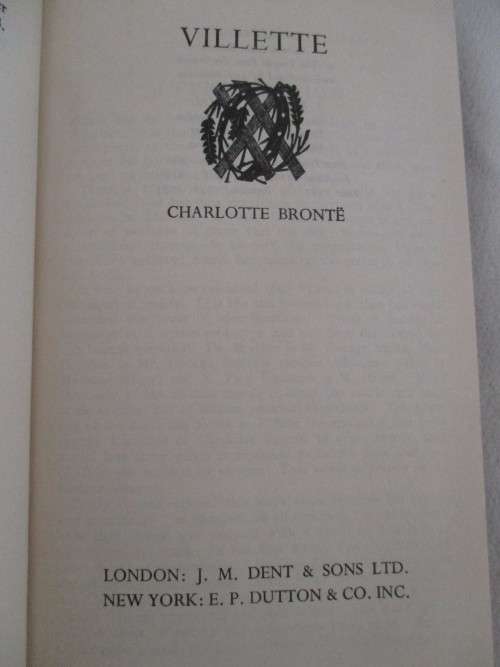 VILLETTE
CHARLOTTE BRONTË
LONDON: J. M. DENT & SONS LTD.
NEW YORK: E. P. DUTTON & CO. INC.